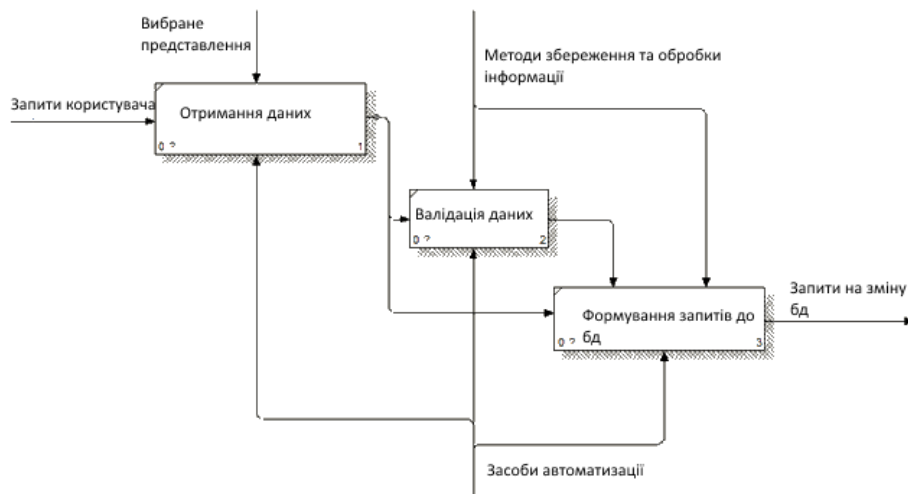 Вибране
представлення
Методи збереження та обробки
інформації
Запити користувача
Отримання даних
0 ?
1
Валідація даних
0 ?
2
Запити на зміну
бд
Формування запитів до
бд
0 ?
3
Засоби автоматизації